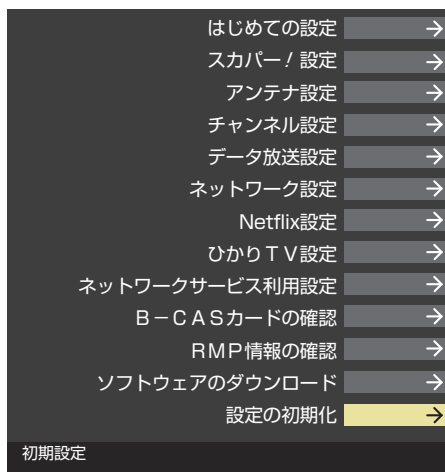 はじめての設定
スカパー！設定
アンテナ設定
チャンネル設定
データ放送設定
ネットワーク設定
Netflix設定
ひかりＴＶ設定
ネットワークサービス利用設定
Ｂ－ＣＡＳカードの確認
ＲＭＰ情報の確認
ソフトウェアのダウンロード
設定の初期化
初期設定